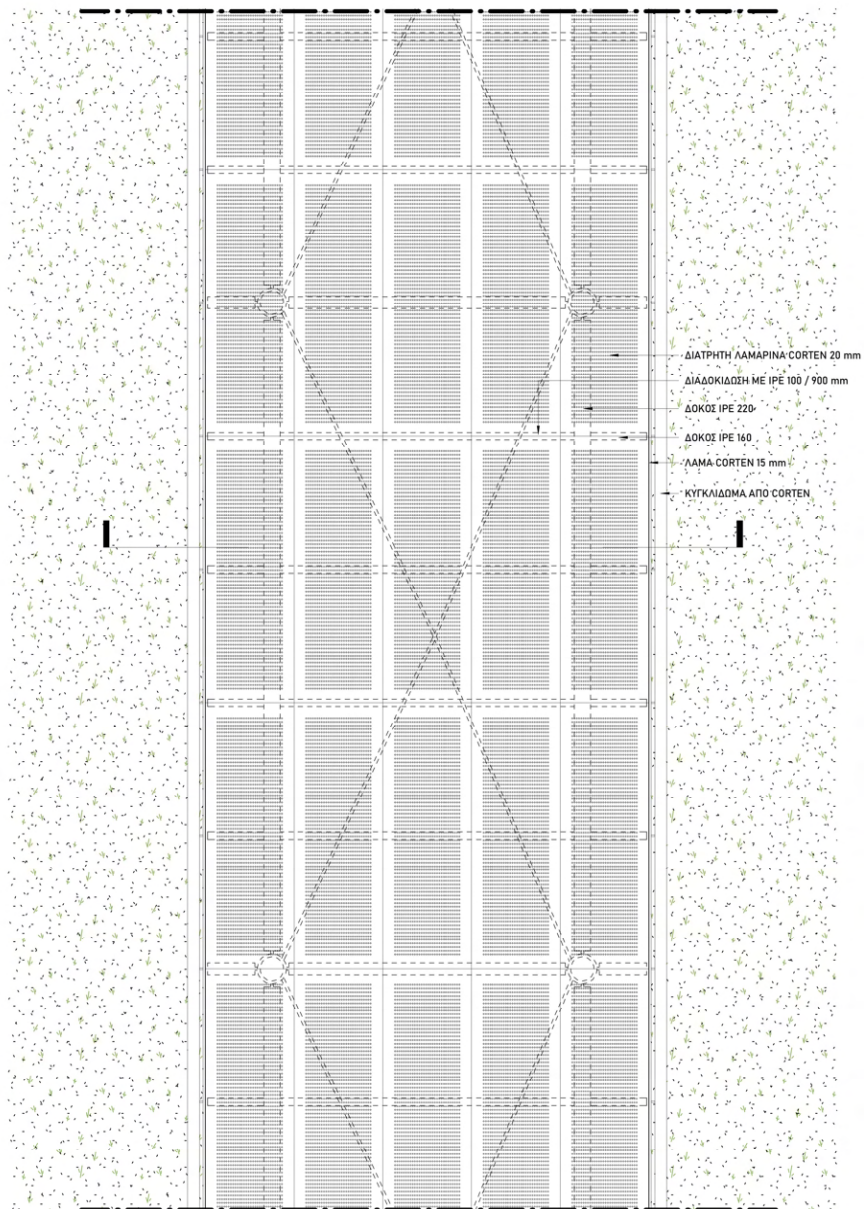 ΔΙΑΤΡΗΤΗ ΛΑΜΑΡΙΝΑ CORTEN 20 mm
ΔΙΑΔΟΚΙΔΩΣΗ ΜΕ IPE 100 / 900 mm
ΔΟΚΟΣ IPE 220
ΔΟΚΟΣ IPE 160
ΛΑΜΑ CORTEN 15 mm
ΚΥΓΚΛΙΔΩΜΑ ΑΠΟ CORTEN